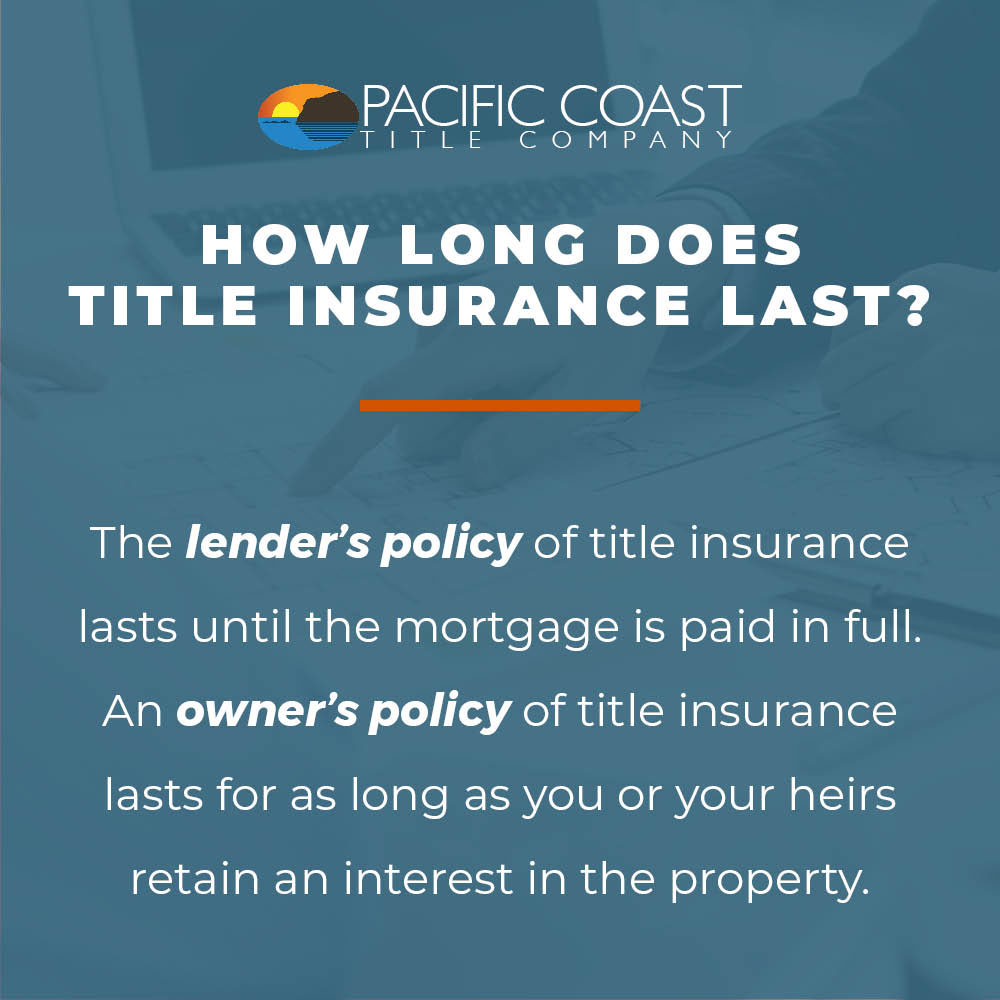 PACIFIC COAST
TITLE COMPANY
HOW LONG DOES
TITLE INSURANCE LAST?
The lender’s policy of title insurance
lasts until the mortgage is paid in full.
An owner’s policy of title insurance
lasts for as long as you or your heirs
retain an interest in the property.